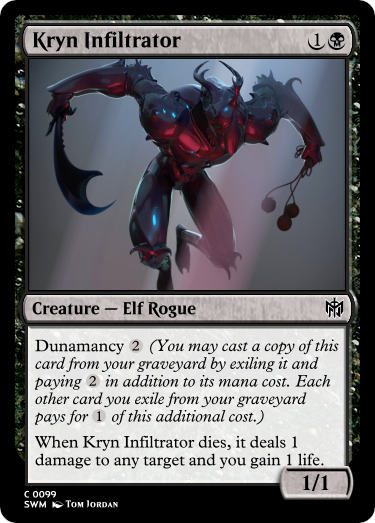 Kryn Infiltrator 1
Creature — Elf Rogue
Dunamancy 2 (You may cast a copy of this
card from your graveyard by exiling it and
paying 2 in addition to its mana cost. Each
other card you exile from your graveyard
pays for 1 of this additional cost.)
When Kryn Infiltrator dies, it deals 1
damage to any target and you gain 1 life.
1/1
C 0099
SWM Tom Jordan